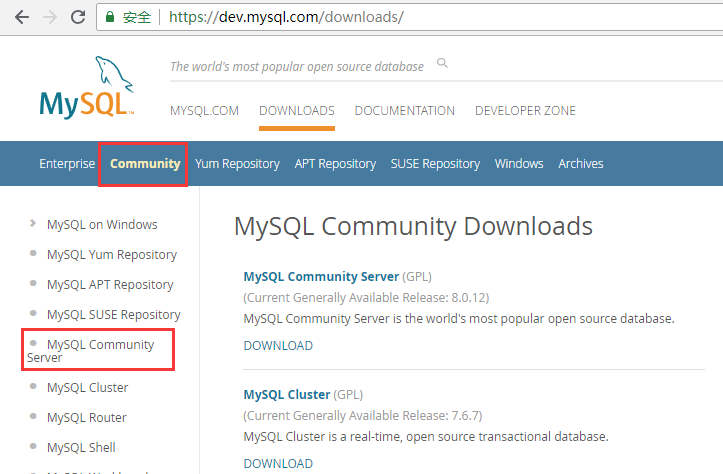 安全 https://dev.mysql.com/downloads/
MySQL™
The world's most popular open source database
MYSQL.COM DOWNLOADS DOCUMENTATION DEVELOPER ZONE
Enterprise Community Yum Repository APT Repository SUSE Repository Windows Archives
MySQL on Windows
MySQL Yum Repository
MySQL APT Repository
MySQL SUSE Repository
MySQL Community
Server
MySQL Cluster
MySQL Router
MySQL Shell
MySQL Community Downloads
MySQL Community Server (GPL)
(Current Generally Available Release: 8.0.12)
MySQL Community Server is the world's most popular open source database.
DOWNLOAD
MySQL Cluster (GPL)
(Current Generally Available Release: 7.6.7)
MySQL Cluster is a real-time, open source transactional database.
DOWNLOAD